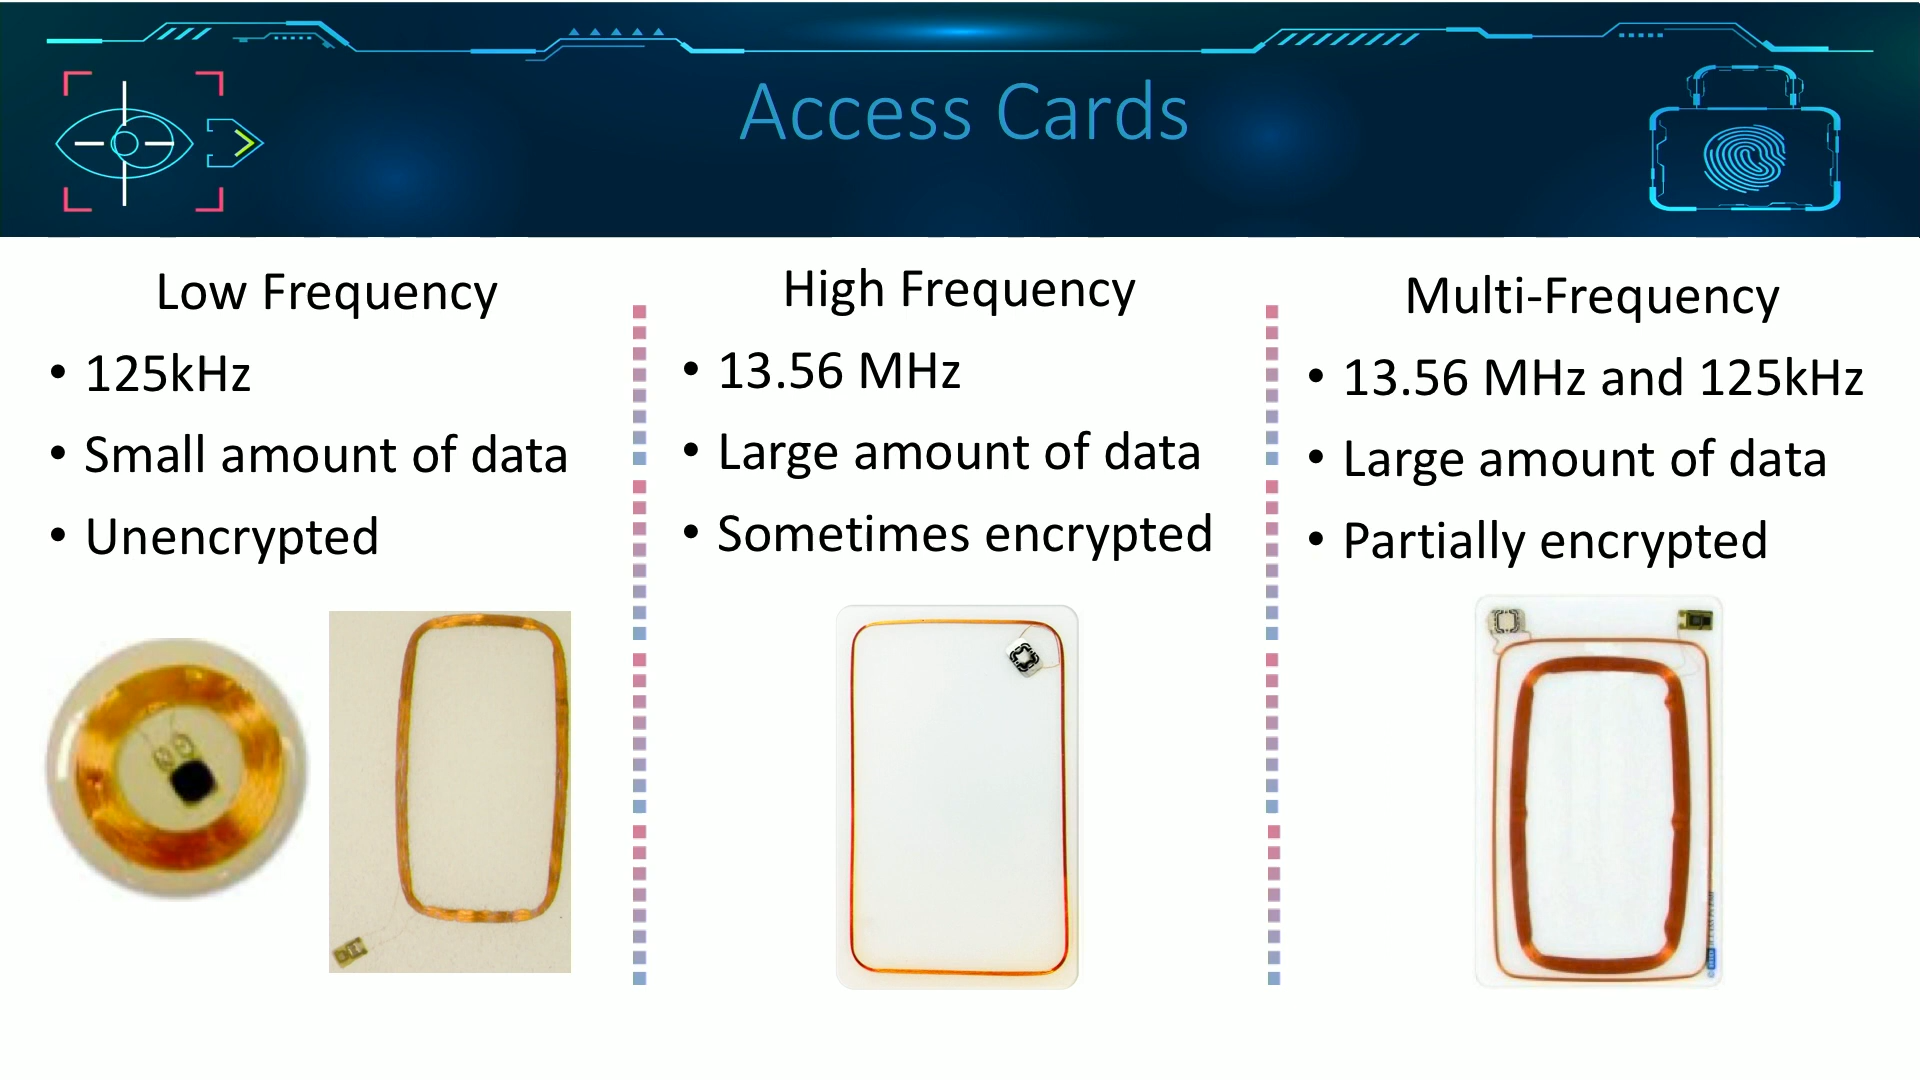 Access Cards
Low Frequency
• 125kHz
• Small amount of data
• Unencrypted
High Frequency
• 13.56 MHz
• Large amount of data
• Sometimes encrypted
Multi-Frequency
• 13.56 MHz and 125kHz
• Large amount of data
• Partially encrypted